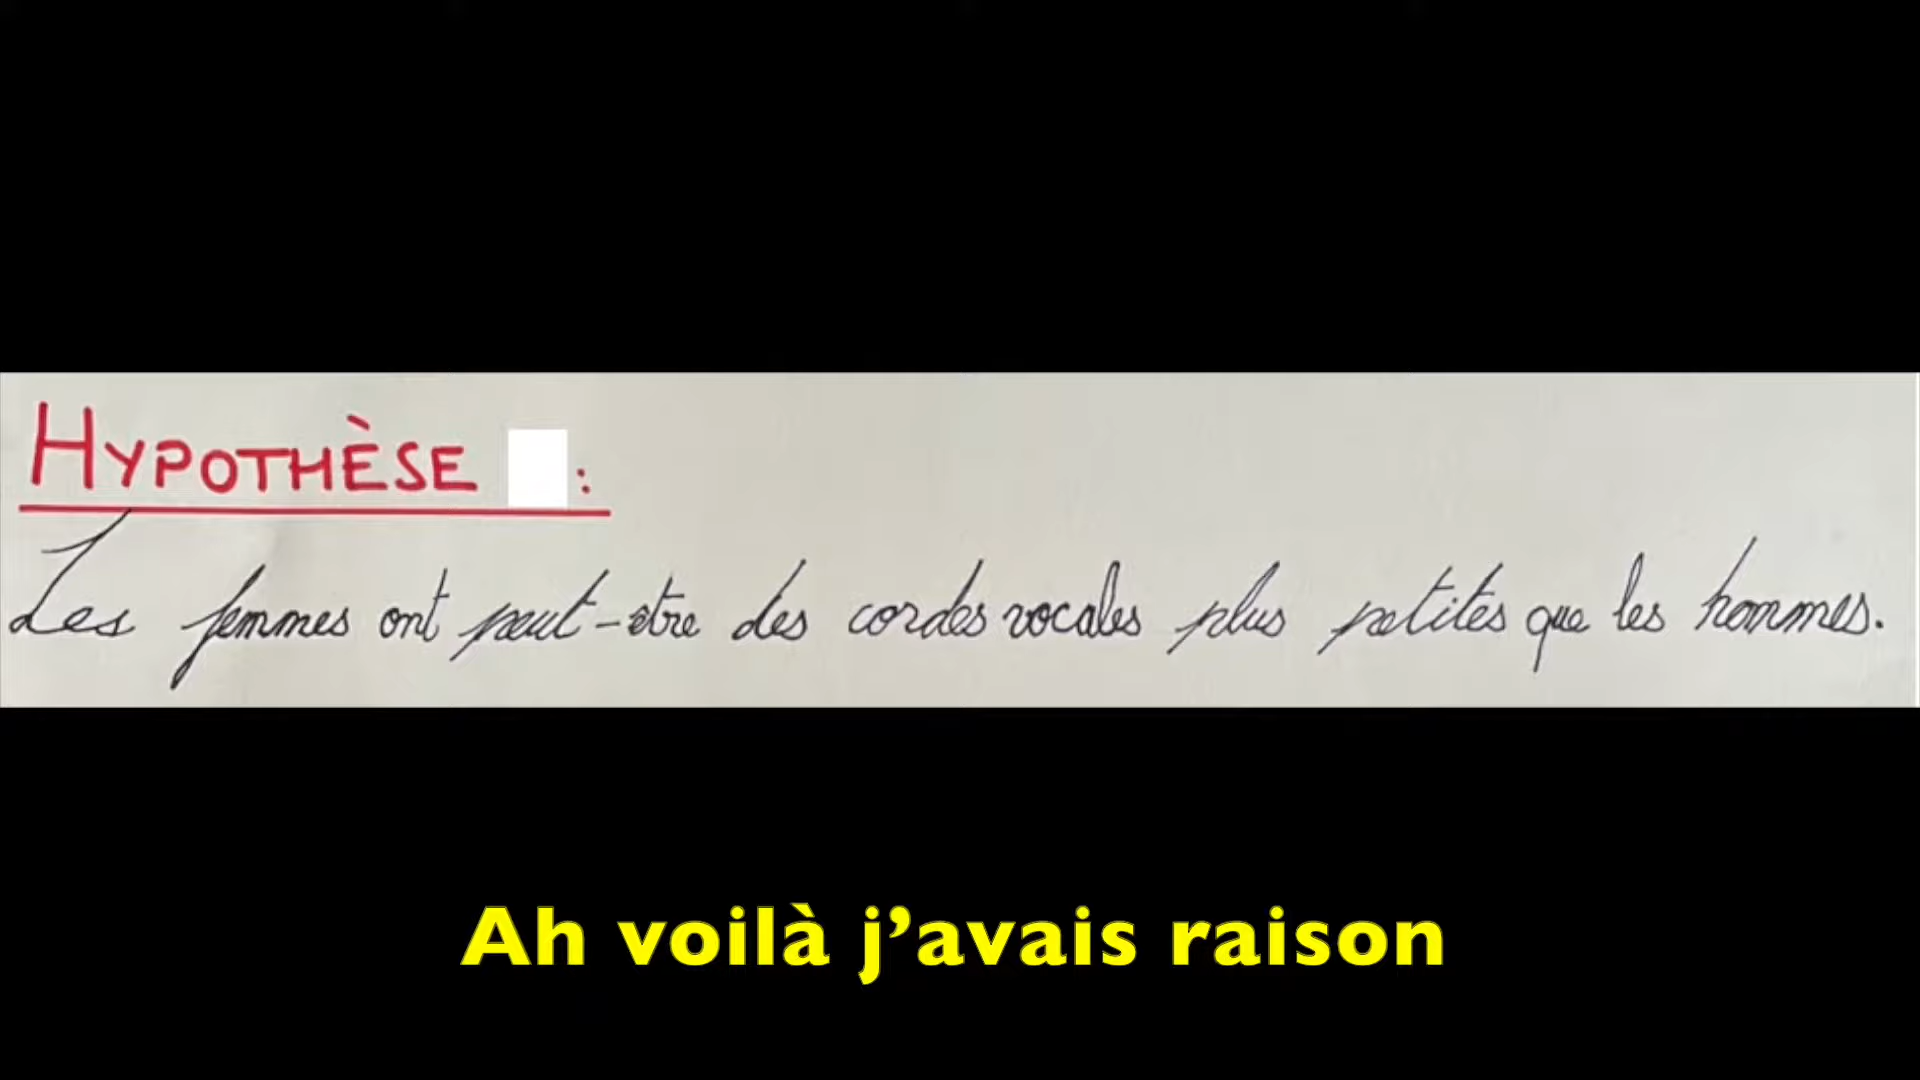 HYPOTHÈSE :
Les femmes ont peut-être des cordes vocales plus petites que les hommes.
Ah voilà j’avais raison